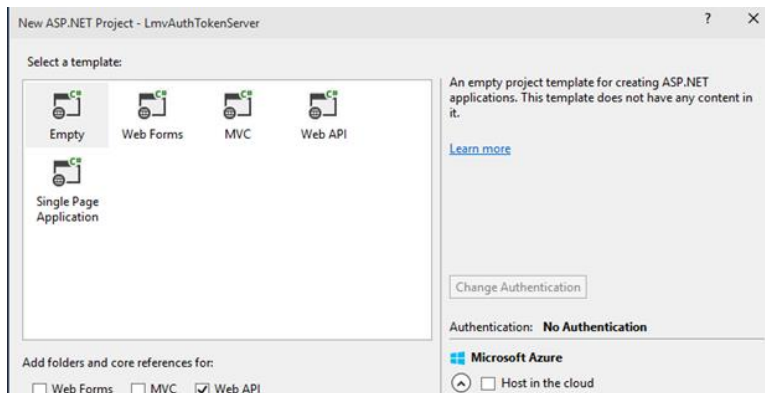 New ASP.NET Project - LmvAuthTokenServer
?
X
Select a template:
C#
C#
C#
C#
Empty
Web Forms
MVC
Web API
C#
Single Page
Application
An empty project template for creating ASP.NET
applications. This template does not have any content in
it.
Learn more
Change Authentication
Authentication: No Authentication
Microsoft Azure
Host in the cloud
Add folders and core references for:
Web Forms
MVC
Web API